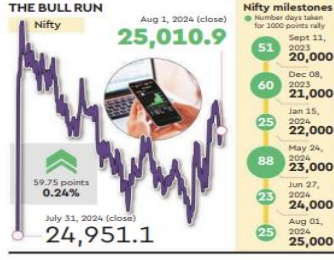 THE BULL RUN
Nifty
Aug 1, 2024 (close)
25,010.9
59.75 points
0.24%
July 31, 2024 (close)
24,951.1
Nifty milestones
Number days taken
for 1000 points rally
51
Sept 11,
2023
20,000
60
Dec 08,
2023
21,000
25
Jan 15,
2024
22,000
88
May 24,
2024
23,000
23
Jun 27,
2024
24,000
25
Aug 01,
2024
25,000